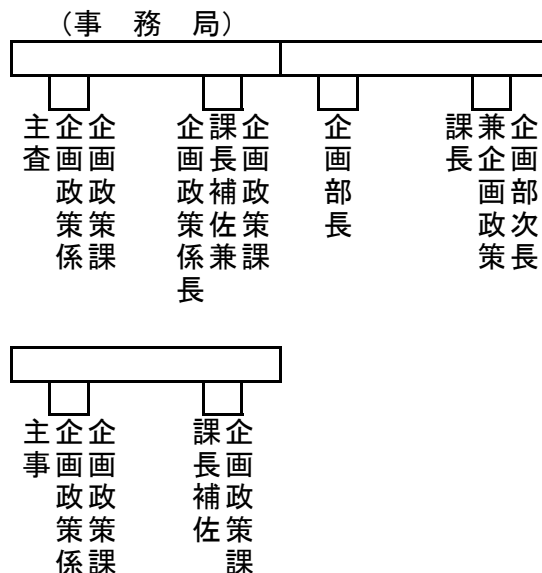 (事　務　局)
企画部次長
兼企画政策
課長
企画部長
企画政策課
課長補佐兼
企画政策係長
企画政策課
企画政策係
主査
企画政策課
課長補佐
企画政策課
企画政策係
主事